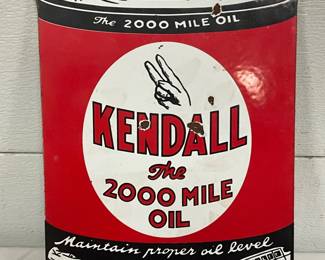 THE 2000 MILE OIL
KENDALL
The
2000 MILE
OIL
Maintain proper oil level